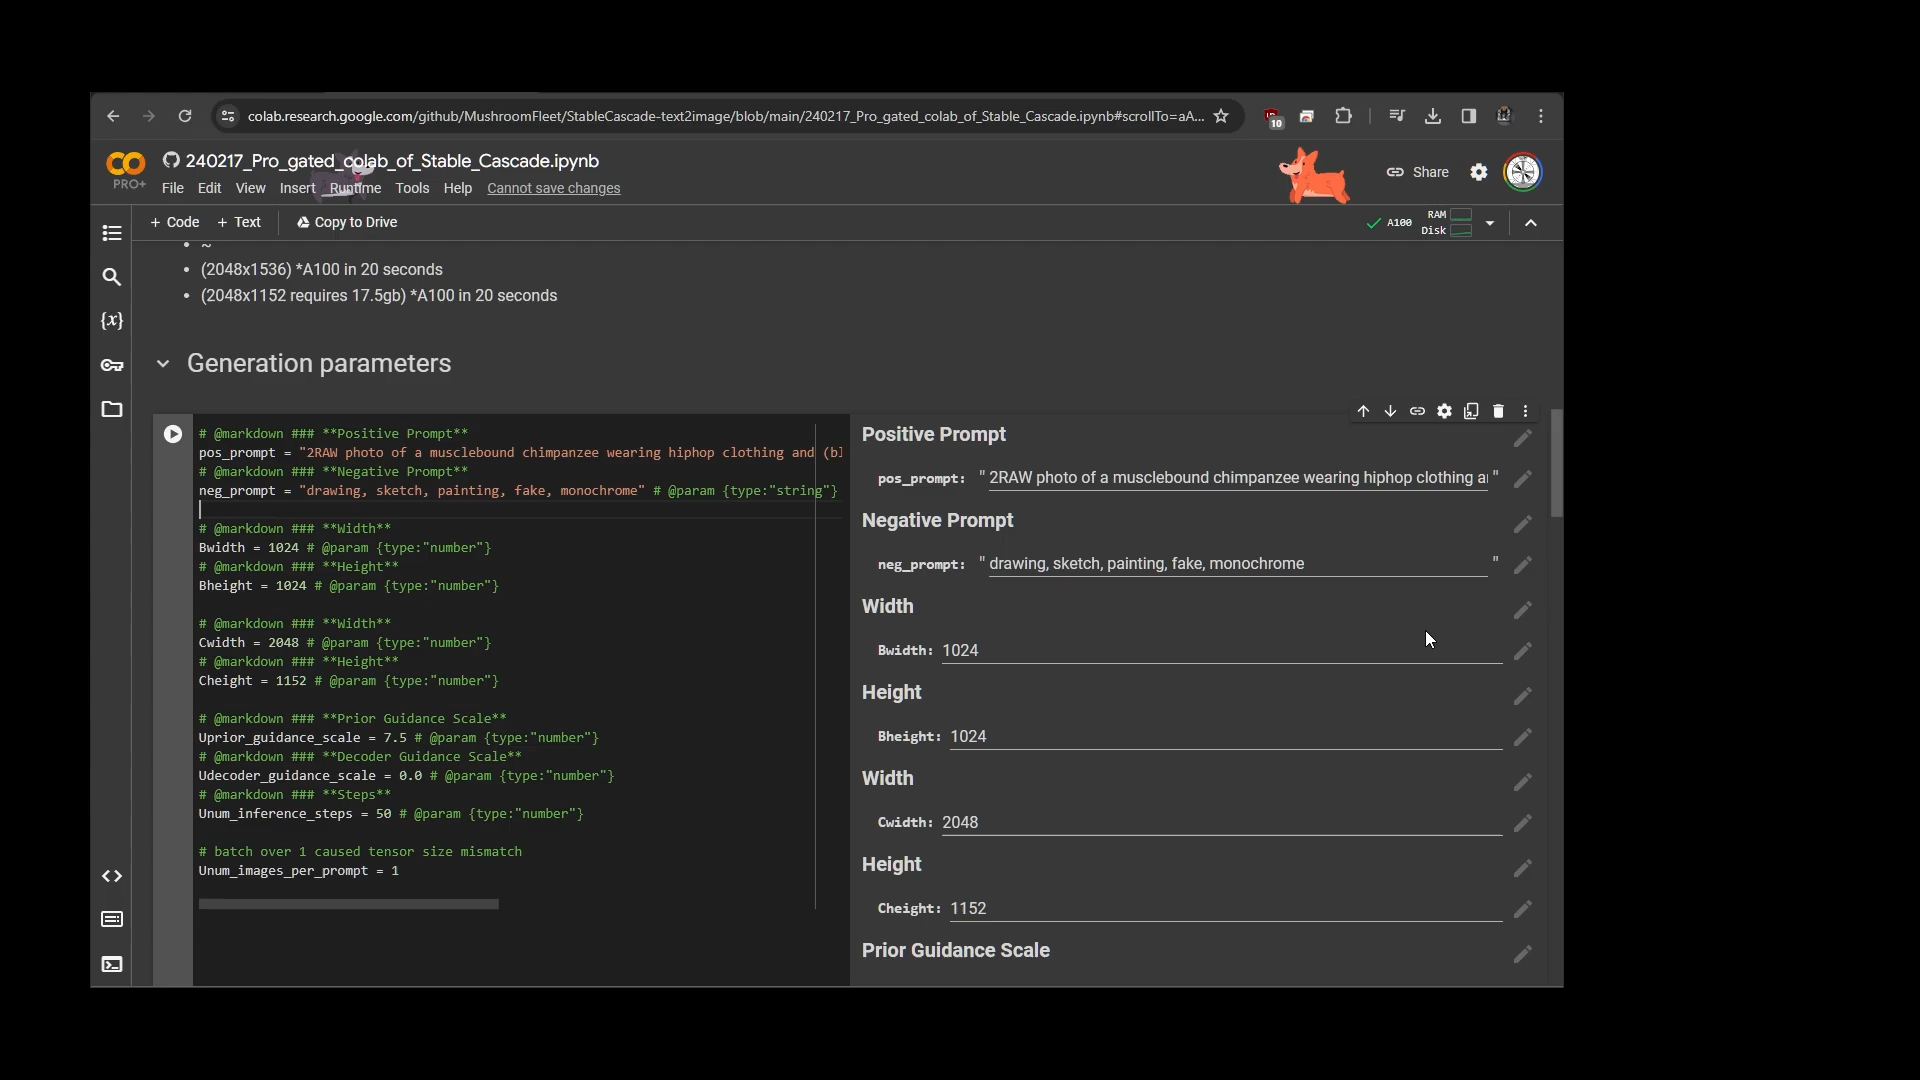 colab.research.google.com/github/MushroomFleet/StableCascade-text2image/blob/main/240217_Pro_gated_colab_of_Stable_Cascade.ipynb#scrollTo=aA...
10
240217_Pro_gated_colab_of_Stable_Cascade.ipynb
PRO+
File Edit View Insert Runtime Tools Help Cannot save changes
Share
+ Code + Text Copy to Drive
A100 RAM
Disk
• ~
• (2048x1536) *A100 in 20 seconds
• (2048x1152 requires 17.5gb) *A100 in 20 seconds
{x}
Generation parameters
# @markdown ### **Positive Prompt**
pos_prompt = "2RAW photo of a musclebound chimpanzee wearing hiphop clothing and (bl
# @markdown ### **Negative Prompt**
neg_prompt = "drawing, sketch, painting, fake, monochrome" # @param {type:"string"}
# @markdown ### **Width**
Bwidth = 1024 # @param {type:"number"}
# @markdown ### **Height**
Bheight = 1024 # @param {type:"number"}
# @markdown ### **Width**
Cwidth = 2048 # @param {type:"number"}
# @markdown ### **Height**
Cheight = 1152 # @param {type:"number"}
# @markdown ### **Prior Guidance Scale**
Uprior_guidance_scale = 7.5 # @param {type:"number"}
# @markdown ### **Decoder Guidance Scale**
Udecoder_guidance_scale = 0.0 # @param {type:"number"}
# @markdown ### **Steps**
Unum_inference_steps = 50 # @param {type:"number"}
# batch over 1 caused tensor size mismatch
Unum_images_per_prompt = 1
Positive Prompt
pos_prompt: " 2RAW photo of a musclebound chimpanzee wearing hiphop clothing a "
Negative Prompt
neg_prompt: " drawing, sketch, painting, fake, monochrome "
Width
Bwidth: 1024
Height
Bheight: 1024
Width
Cwidth: 2048
Height
Cheight: 1152
Prior Guidance Scale